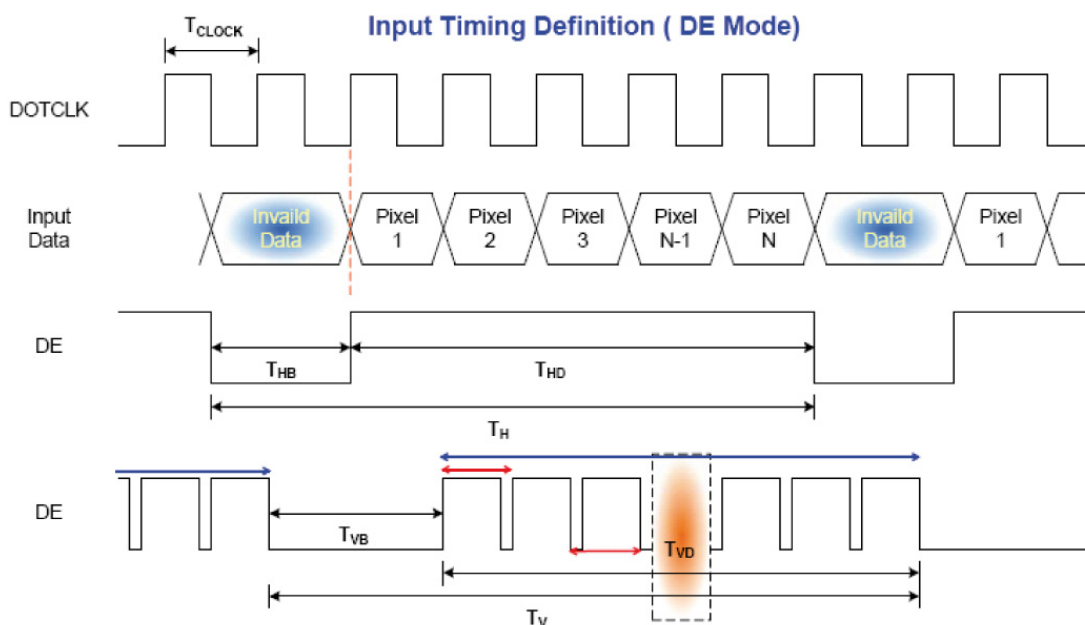 Input Timing Definition ( DE Mode)
TCLOCK
DOTCLK
Input
Data
Invaild
Data
Pixel
1
Pixel
2
Pixel
3
Pixel
N-1
Pixel
N
Invaild
Data
Pixel
1
DE
THB
THD
TH
DE
TVB
TVD
TV